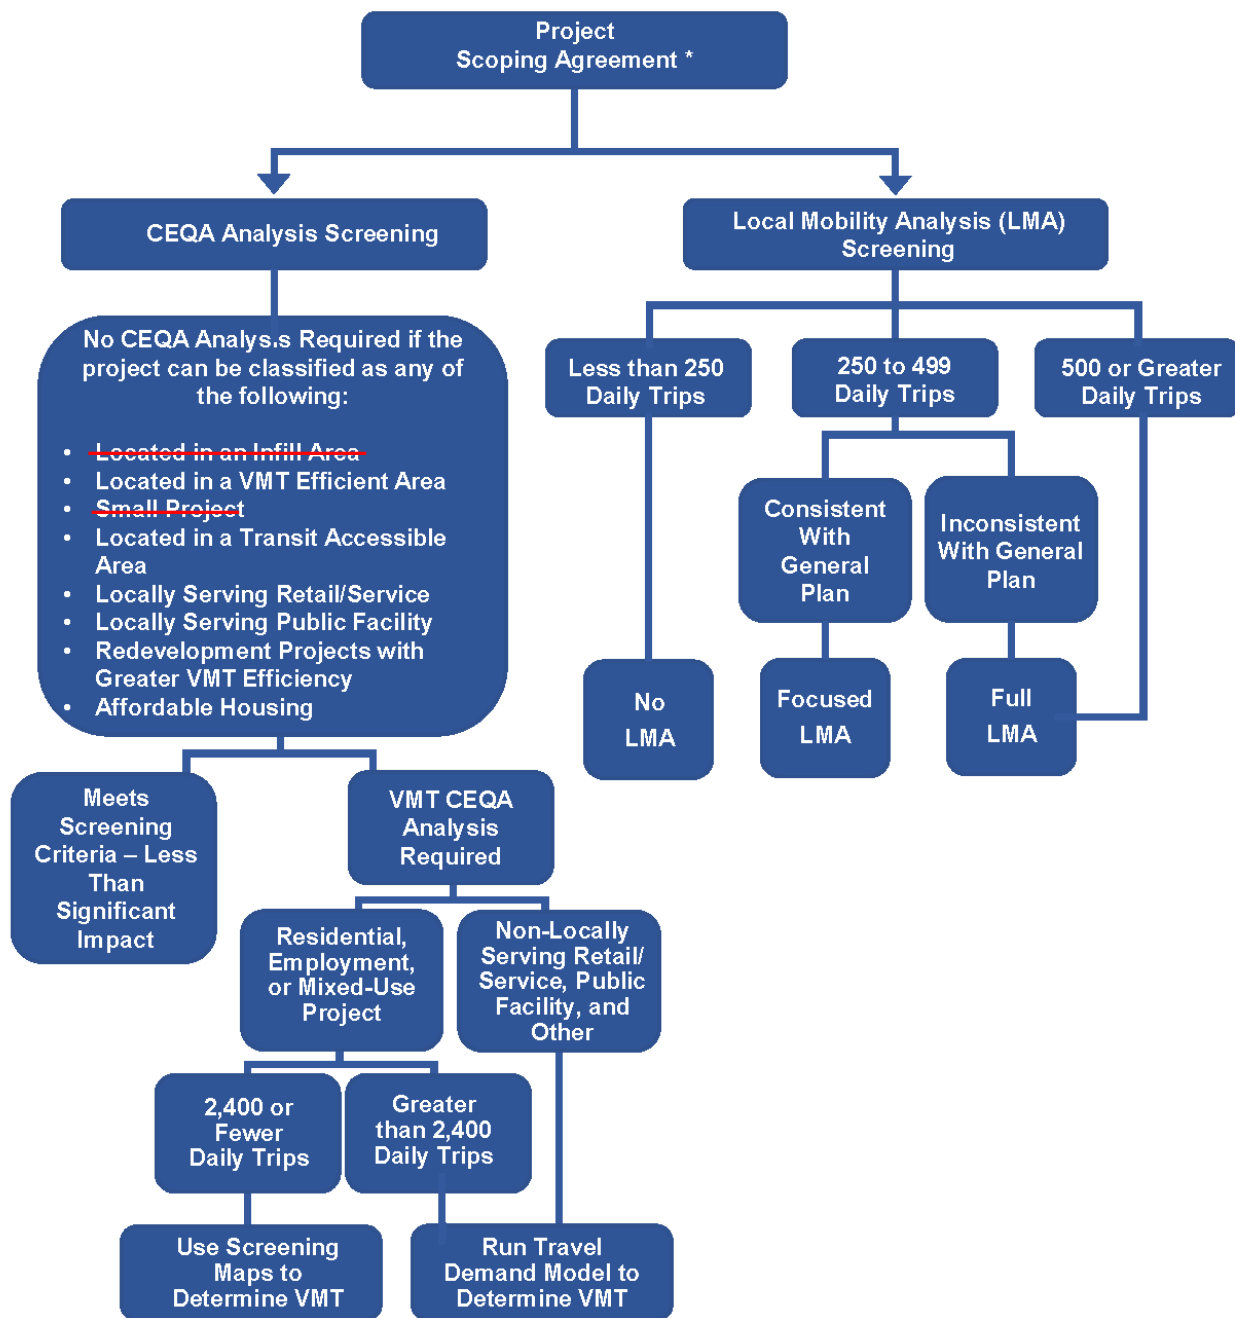 Project
Scoping Agreement *
CEQA Analysis Screening
Local Mobility Analysis (LMA)
Screening
No CEQA Analysis Required if the
project can be classified as any of
the following:
• Located in an Infill Area
• Located in a VMT Efficient Area
• Small Project
• Located in a Transit Accessible
Area
• Locally Serving Retail/Service
• Locally Serving Public Facility
• Redevelopment Projects with
Greater VMT Efficiency
• Affordable Housing
Less than 250
Daily Trips
250 to 499
Daily Trips
500 or Greater
Daily Trips
Consistent
With
General
Plan
Inconsistent
With General
Plan
No
LMA
Focused
LMA
Full
LMA
Meets
Screening
Criteria – Less
Than
Significant
Impact
VMT CEQA
Analysis
Required
Residential,
Employment,
or Mixed-Use
Project
Non-Locally
Serving Retail/
Service, Public
Facility, and
Other
2,400 or
Fewer
Daily Trips
Greater
than 2,400
Daily Trips
Use Screening
Maps to
Determine VMT
Run Travel
Demand Model to
Determine VMT